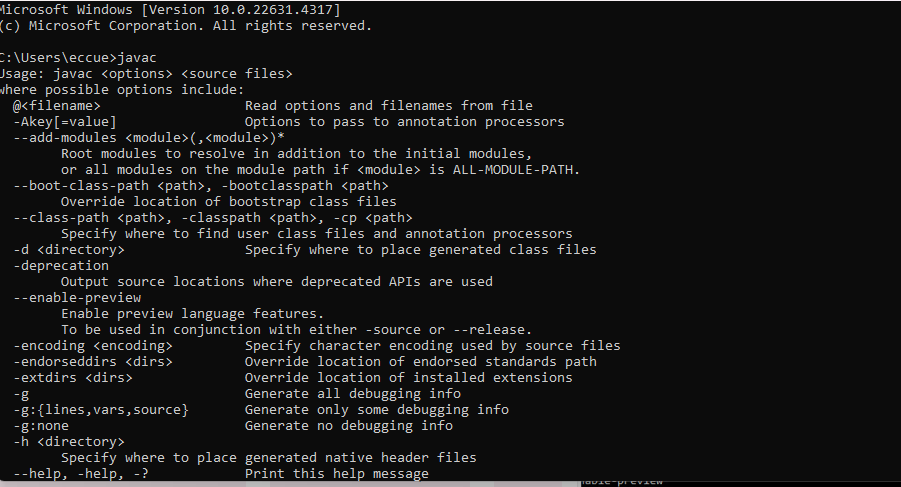 Microsoft Windows [Version 10.0.22631.4317]
(c) Microsoft Corporation. All rights reserved.

C:\Users\eccue>javac
Usage: javac <options> <source files>
where possible options include:
  @<filename>                  Read options and filenames from file
  -Akey[=value]                Options to pass to annotation processors
  --add-modules <module>(,<module>)*
        Root modules to resolve in addition to the initial modules,
        or all modules on the module path if <module> is ALL-MODULE-PATH.
  --boot-class-path <path>, -bootclasspath <path>
        Override location of bootstrap class files
  --class-path <path>, -classpath <path>, -cp <path>
        Specify where to find user class files and annotation processors
  -d <directory>               Specify where to place generated class files
  -deprecation
        Output source locations where deprecated APIs are used
  --enable-preview
        Enable preview language features.
        To be used in conjunction with either -source or --release.
  -encoding <encoding>         Specify character encoding used by source files
  -endorseddirs <dirs>         Override location of endorsed standards path
  -extdirs <dirs>              Override location of installed extensions
  -g                           Generate all debugging info
  -g:{lines,vars,source}       Generate only some debugging info
  -g:none                      Generate no debugging info
  -h <directory>
        Specify where to place generated native header files
  --help, -help, -?            Print this help message
nable-preview